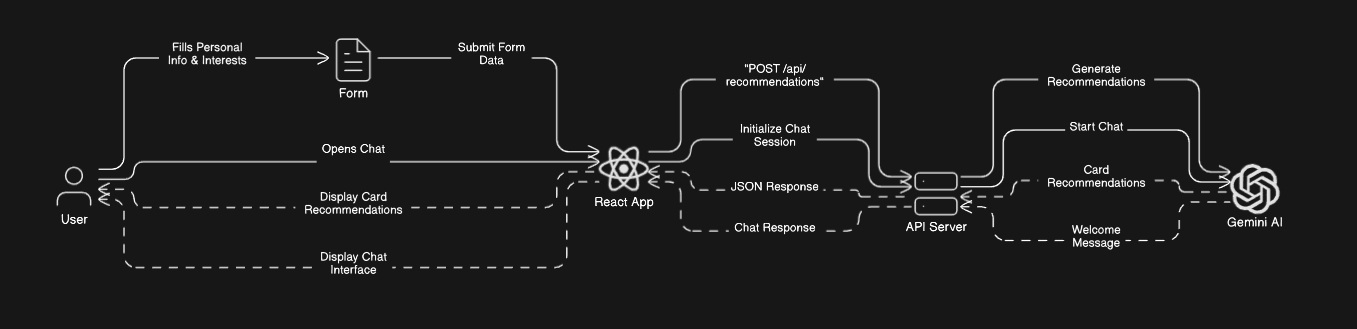 Fills Personal
Info & Interests
Form
Submit Form
Data
Opens Chat
User
Display Card
Recommendations
Display Chat
Interface
React App
"POST /api/
recommendations"
Initialize Chat
Session
JSON Response
Chat Response
API Server
Generate
Recommendations
Start Chat
Card
Recommendations
Welcome
Message
Gemini AI